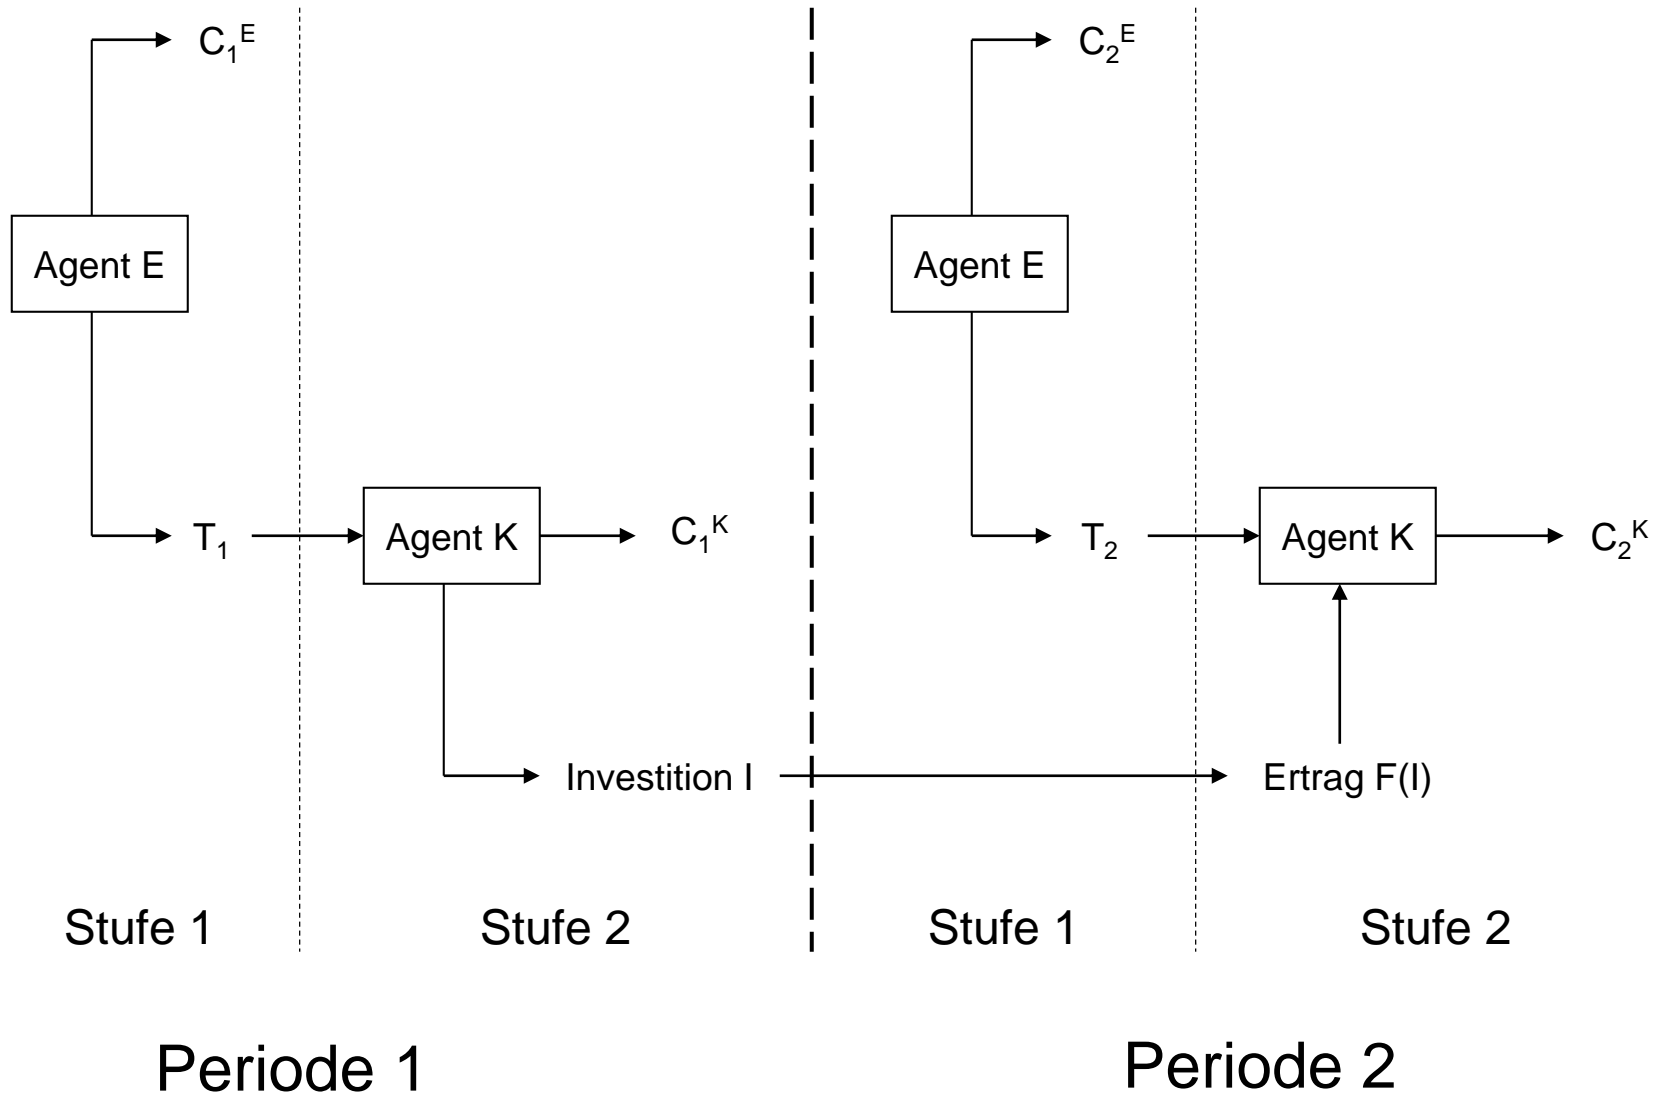 C₁ᴱ
C₂ᴱ
Agent E
Agent E
T₁
Agent K
C₁ᴷ
T₂
Agent K
C₂ᴷ
Investition I
Ertrag F(I)
Stufe 1
Stufe 2
Stufe 1
Stufe 2
Periode 1
Periode 2